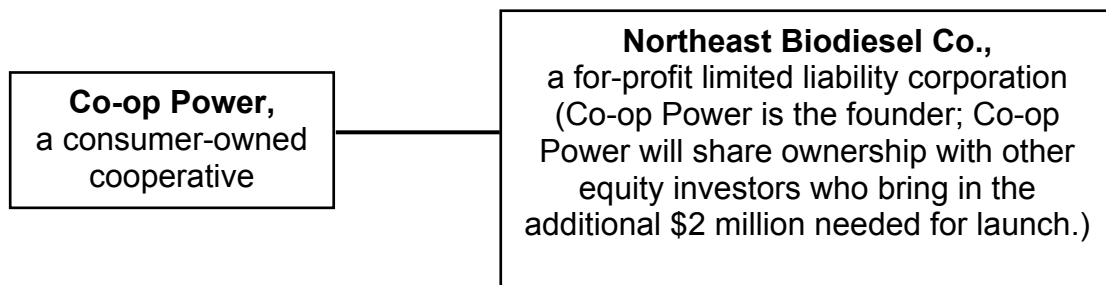 Co-op Power,
a consumer-owned
cooperative
Northeast Biodiesel Co.,
a for-profit limited liability corporation
(Co-op Power is the founder; Co-op
Power will share ownership with other
equity investors who bring in the
additional $2 million needed for launch.)